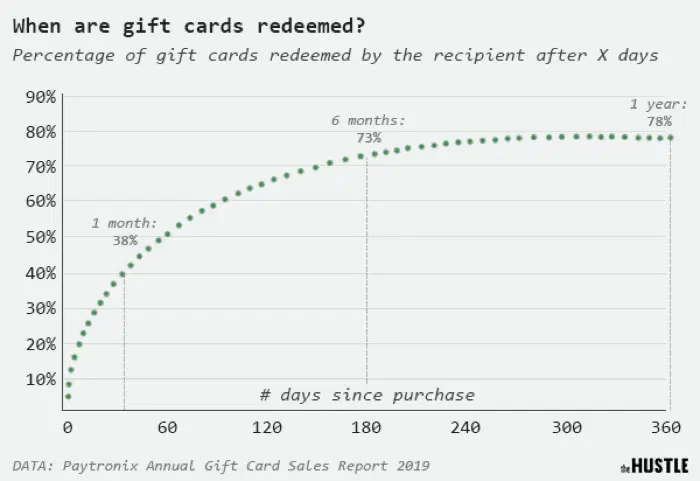 When are gift cards redeemed?
Percentage of gift cards redeemed by the recipient after X days
90%
80%
70%
60%
50%
40%
30%
20%
10%
1 month:
38%
6 months:
73%
1 year:
78%
# days since purchase
0 60 120 180 240 300 360
DATA: Paytronix Annual Gift Card Sales Report 2019
the HUSTLE